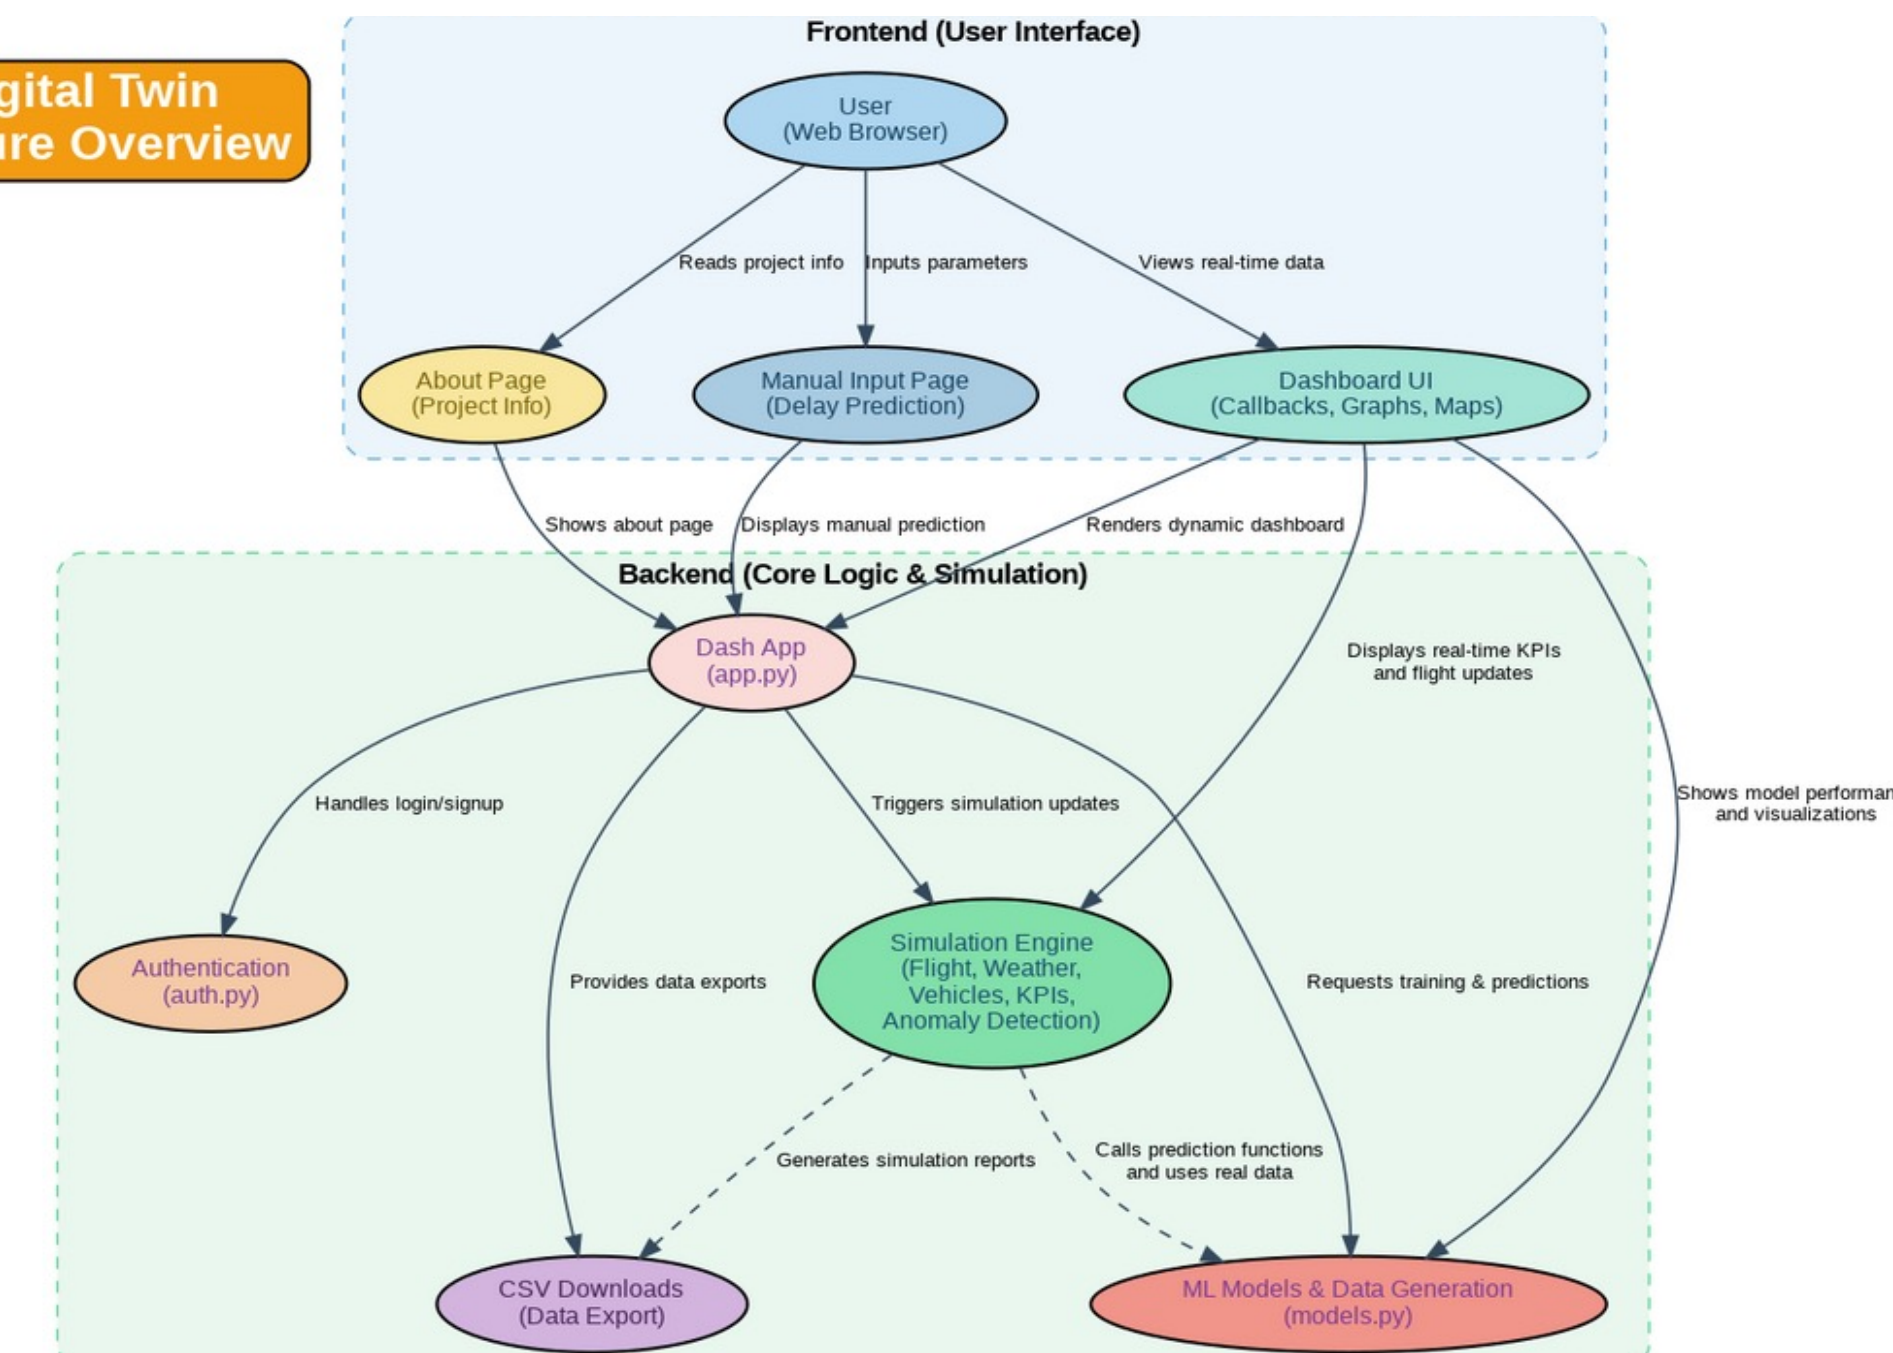 Frontend (User Interface)
gital Twin
ure Overview
User
(Web Browser)
Reads project info
Inputs parameters
Views real-time data
About Page
(Project Info)
Manual Input Page
(Delay Prediction)
Dashboard UI
(Callbacks, Graphs, Maps)
Shows about page
Displays manual prediction
Renders dynamic dashboard
Backend (Core Logic & Simulation)
Dash App
(app.py)
Displays real-time KPIs
and flight updates
Handles login/signup
Triggers simulation updates
Shows model performan
and visualizations
Authentication
(auth.py)
Provides data exports
Simulation Engine
(Flight, Weather,
Vehicles, KPIs,
Anomaly Detection)
Requests training & predictions
Generates simulation reports
Calls prediction functions
and uses real data
CSV Downloads
(Data Export)
ML Models & Data Generation
(models.py)